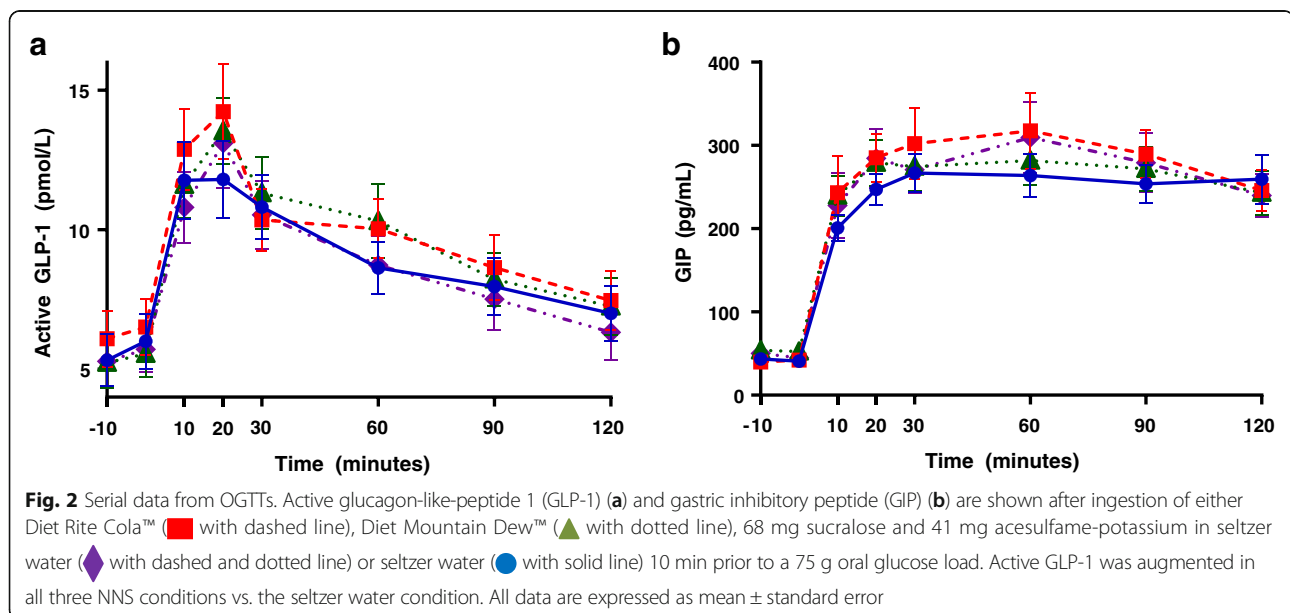 a
b
15
10
5
Active GLP-1 (pmol/L)
-10
10
20
30
60
90
120
Time (minutes)
400
300
200
100
0
GIP (pg/mL)
-10
10
20
30
60
90
120
Time (minutes)
Fig. 2 Serial data from OGTTs. Active glucagon-like-peptide 1 (GLP-1) (a) and gastric inhibitory peptide (GIP) (b) are shown after ingestion of either
Diet Rite Cola™ ( with dashed line), Diet Mountain Dew™ ( with dotted line), 68 mg sucralose and 41 mg acesulfame-potassium in seltzer
water ( with dashed and dotted line) or seltzer water ( with solid line) 10 min prior to a 75 g oral glucose load. Active GLP-1 was augmented in
all three NNS conditions vs. the seltzer water condition. All data are expressed as mean ± standard error